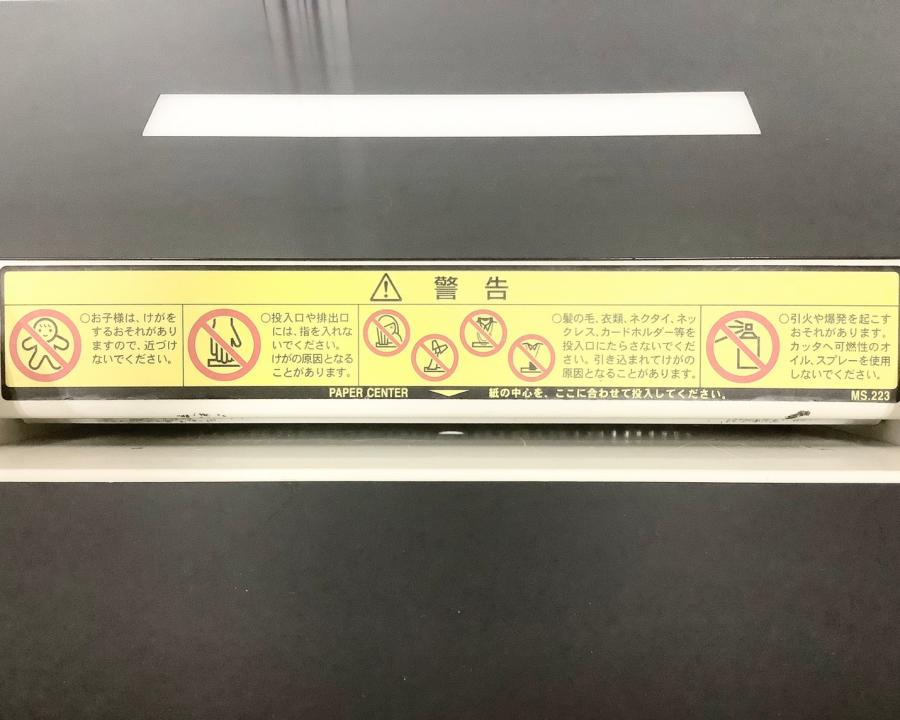 警告
○お子様は、けがを
するおそれがあり
ますので、近づけ
ないでください。
○投入口や排出口
には、指を入れな
いでください。
けがの原因となる
ことがあります。
○髪の毛、衣類、ネクタイ、ネッ
クレス、カードホルダー等を
投入口にたらさないでくだ
さい。引き込まれてけがの
原因となることがあります。
○引火や爆発を起こす
おそれがあります。
カッタへ可燃性のオ
イル、スプレーを使用
しないでください。
PAPER CENTER 紙の中心を、ここに合わせて投入してください。
MS.223